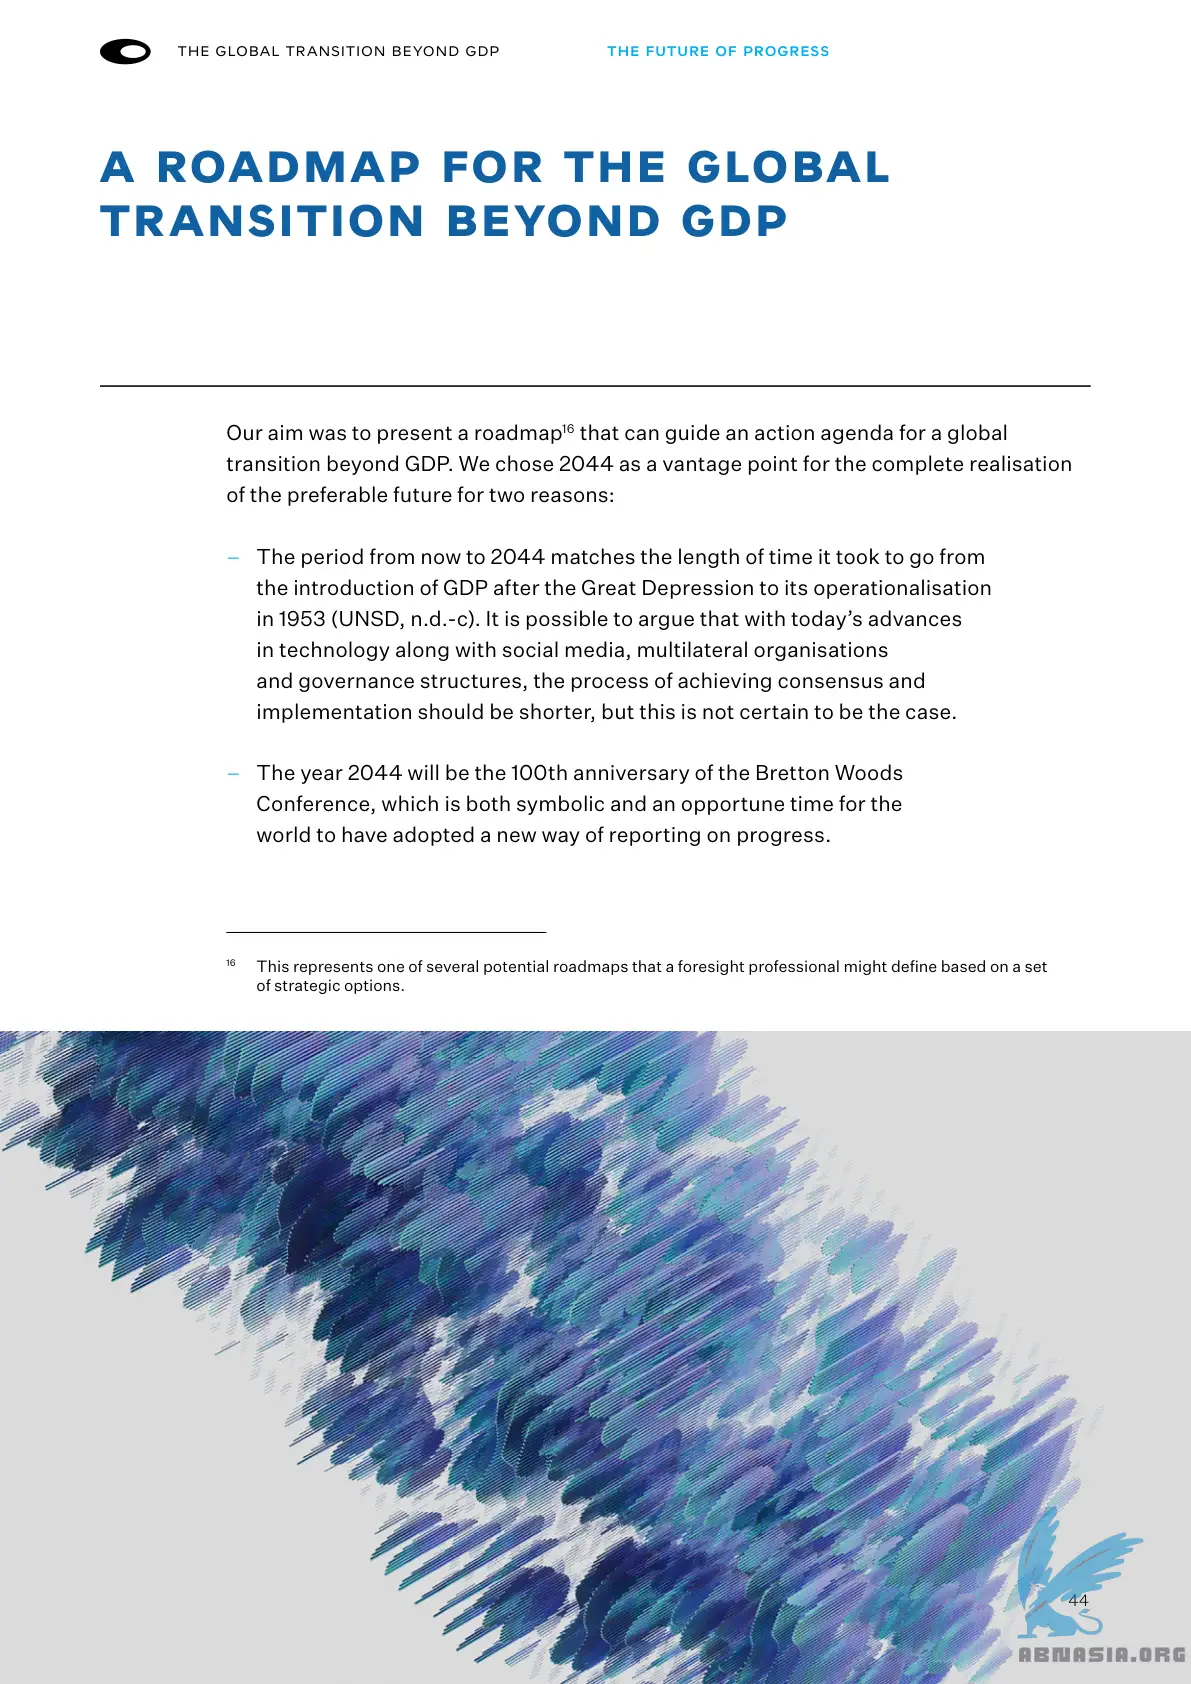 THE GLOBAL TRANSITION BEYOND GDP
THE FUTURE OF PROGRESS
A ROADMAP FOR THE GLOBAL
TRANSITION BEYOND GDP
Our aim was to present a roadmap¹⁶ that can guide an action agenda for a global
transition beyond GDP. We chose 2044 as a vantage point for the complete realisation
of the preferable future for two reasons:
– The period from now to 2044 matches the length of time it took to go from
the introduction of GDP after the Great Depression to its operationalisation
in 1953 (UNSD, n.d.-c). It is possible to argue that with today’s advances
in technology along with social media, multilateral organisations
and governance structures, the process of achieving consensus and
implementation should be shorter, but this is not certain to be the case.
– The year 2044 will be the 100th anniversary of the Bretton Woods
Conference, which is both symbolic and an opportune time for the
world to have adopted a new way of reporting on progress.
¹⁶ This represents one of several potential roadmaps that a foresight professional might define based on a set
of strategic options.
44
ABNASIA.ORG